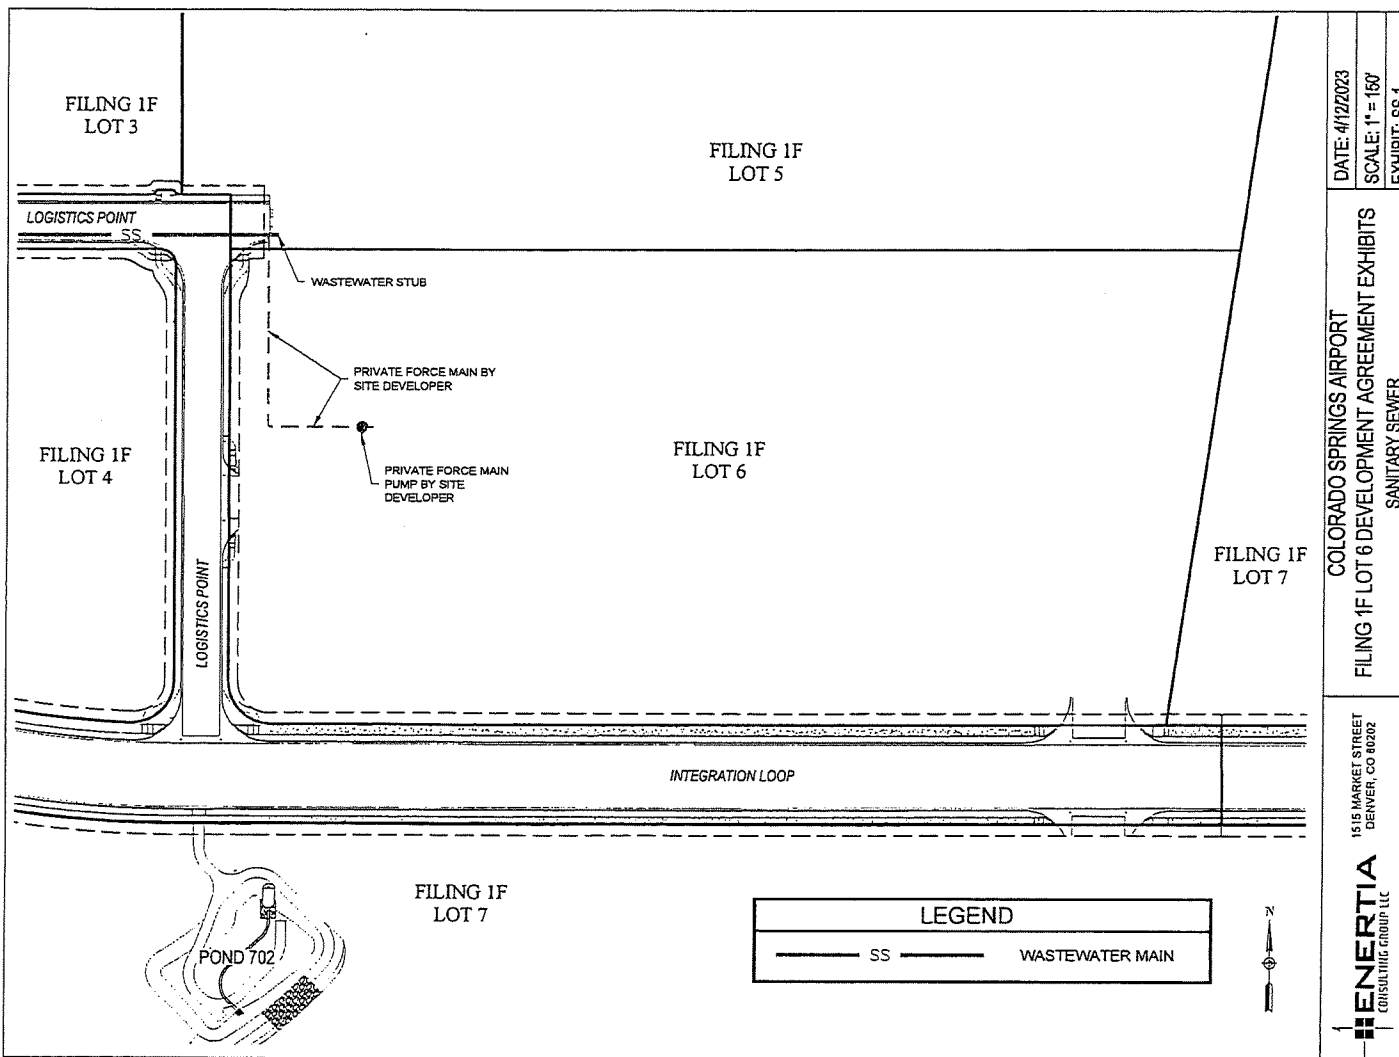 FILING 1F
LOT 3
FILING 1F
LOT 5
LOGISTICS POINT
SS
WASTEWATER STUB
PRIVATE FORCE MAIN BY
SITE DEVELOPER
FILING 1F
LOT 4
FILING 1F
LOT 6
PRIVATE FORCE MAIN
PUMP BY SITE
DEVELOPER
LOGISTICS POINT
FILING 1F
LOT 7
INTEGRATION LOOP
FILING 1F
LOT 7
POND 702
LEGEND
SS WASTEWATER MAIN
N
DATE: 4/12/2023
SCALE: 1" = 150'
COLORADO SPRINGS AIRPORT
FILING 1F LOT 6 DEVELOPMENT AGREEMENT EXHIBITS
SANITARY SEWER
1515 MARKET STREET
DENVER, CO 80202
ENERTIA
CONSULTING GROUP LLC